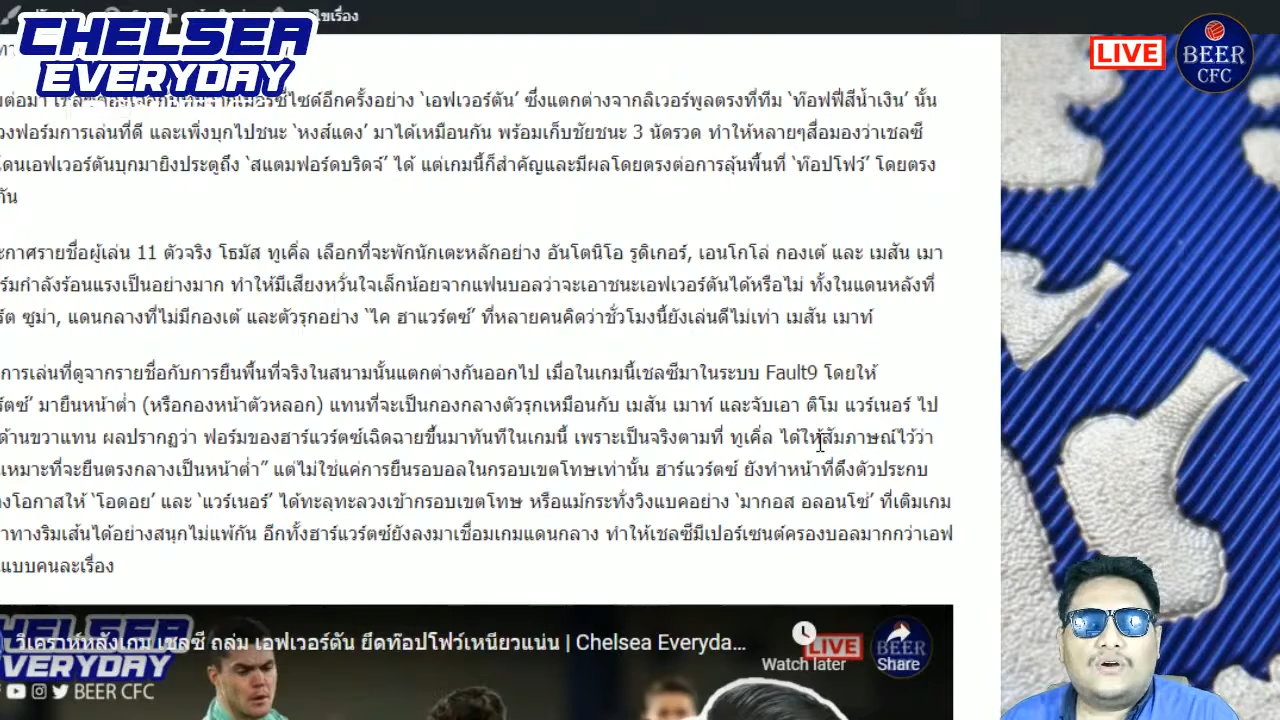 ไขเรื่อง
CHELSEA
EVERYDAY
LIVE
BEER
CFC
อีกครั้งอย่าง ‘เอฟเวอร์ตัน’ ซึ่งแตกต่างจากลิเวอร์พูลตรงที่ทีม ‘ท๊อฟฟี่สีน้ำเงิน’ นั้น
วงฟอร์มการเล่นที่ดี และเพิ่งบุกไปชนะ ‘หงส์แดง’ มาได้เหมือนกัน พร้อมเก็บชัยชนะ 3 นัดรวด ทำให้หลายๆสื่อมองว่าเชลซี
โดนเอฟเวอร์ตันบุกมายิงประตูถึง ‘สแตมฟอร์ดบริดจ์’ ได้ แต่เกมนี้ก็สำคัญและมีผลโดยตรงต่อการลุ้นพื้นที่ ‘ท๊อปโฟว์’ โดยตรง
กัน
ะกาศรายชื่อผู้เล่น 11 ตัวจริง โธมัส ทูเคิ่ล เลือกที่จะพักนักเตะหลักอย่าง อันโตนิโอ รูดิเกอร์, เอนโกโล่ กองเต้ และ เมสัน เมา
ร์มกำลังร้อนแรงเป็นอย่างมาก ทำให้มีเสียงหวั่นใจเล็กน้อยจากแฟนบอลว่าจะเอาชนะเอฟเวอร์ตันได้หรือไม่ ทั้งในแดนหลังที่
ร์ต ซูม่า, แดนกลางที่ไม่มีกองเต้ และตัวรุกอย่าง ‘ไค ฮาแวร์ตซ์’ ที่หลายคนคิดว่าชั่วโมงนี้ยังเล่นดีไม่เท่า เมสัน เมาท์
การเล่นที่ดูจากรายชื่อกับการยืนพื้นที่จริงในสนามนั้นแตกต่างกันออกไป เมื่อในเกมนี้เชลซีมาในระบบ Fault9 โดยให้
ร์ตซ์’ มายืนหน้าต่ำ (หรือกองหน้าตัวหลอก) แทนที่จะเป็นกองกลางตัวรุกเหมือนกับ เมสัน เมาท์ และจับเอา ติโม แวร์เนอร์ ไป
ด้านขวาแทน ผลปรากฏว่า ฟอร์มของฮาร์แวร์ตซ์เฉิดฉายขึ้นมาทันทีในเกมนี้ เพราะเป็นจริงตามที่ ทูเคิ่ล ได้ให้สัมภาษณ์ไว้ว่า
เหมาะที่จะยืนตรงกลางเป็นหน้าต่ำ” แต่ไม่ใช่แค่การยืนรอบอลในกรอบเขตโทษเท่านั้น ฮาร์แวร์ตซ์ ยังทำหน้าที่ดึงตัวประกบ
งโอกาสให้ ‘โอดอย’ และ ‘แวร์เนอร์’ ได้ทะลุทะลวงเข้ากรอบเขตโทษ หรือแม้กระทั่งวิงแบคอย่าง ‘มากอส อลอนโซ่’ ที่เติมเกม
าทางริมเส้นได้อย่างสนุกไม่แพ้กัน อีกทั้งฮาร์แวร์ตซ์ยังลงมาเชื่อมเกมแดนกลาง ทำให้เชลซีมีเปอร์เซนต์ครองบอลมากกว่าเอฟ
แบบคนละเรื่อง
วิเคราะห์หลังเกม เชลซี ถล่ม เอฟเวอร์ตัน ยึดท๊อปโฟว์เหนียวแน่น | Chelsea Everyda...
Watch later
Share
LIVE
BEER
VERYDAY
BEER CFC